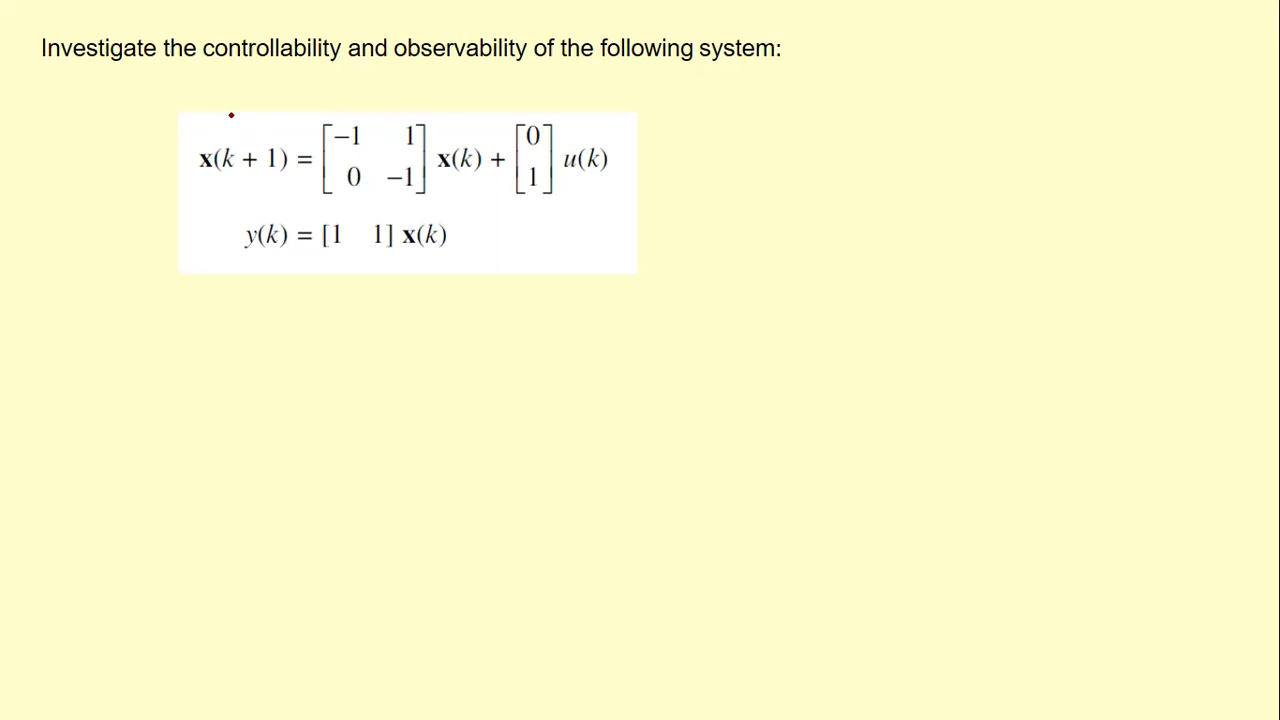 Investigate the controllability and observability of the following system:
x(k + 1) = [−1 1; 0 −1] x(k) + [0; 1] u(k)
y(k) = [1 1] x(k)